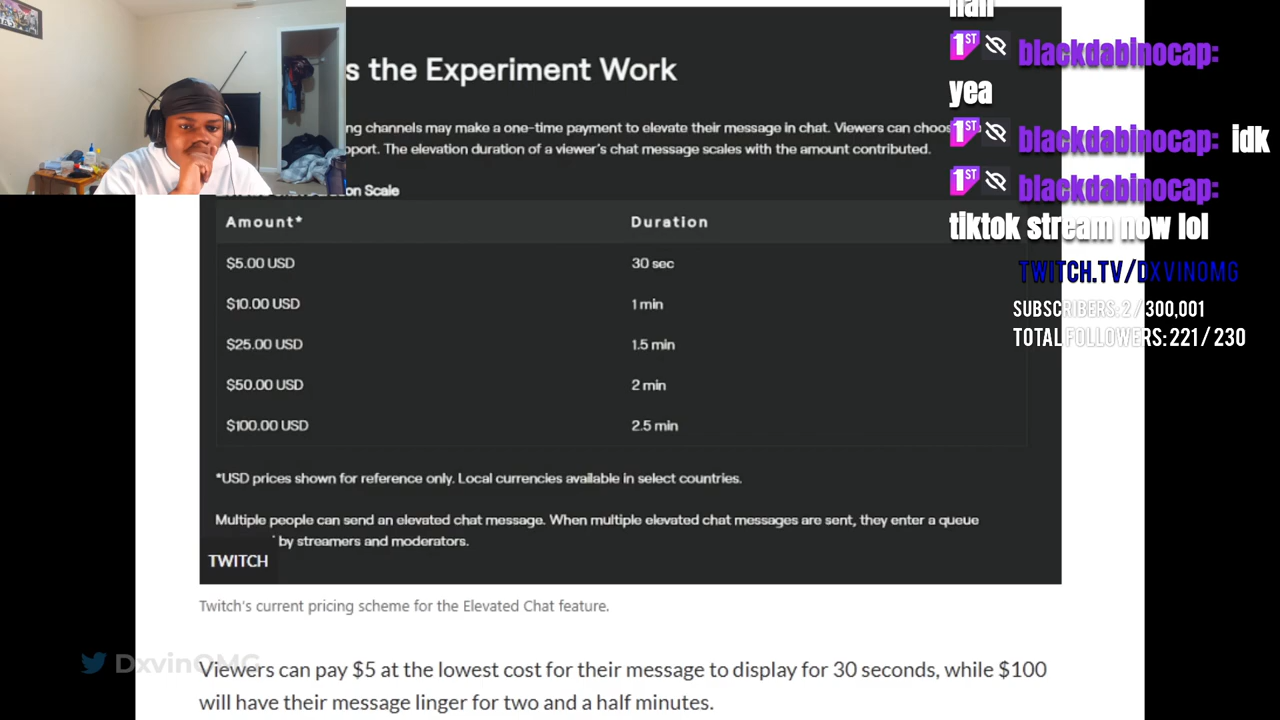 nah
blackdabinocap:
yea
blackdabinocap: idk
blackdabinocap:
tiktok stream now lol
TWITCH.TV/DXVINOMG
SUBSCRIBERS: 2 / 300,001
TOTAL FOLLOWERS: 221 / 230
s the Experiment Work
ng channels may make a one-time payment to elevate their message in chat. Viewers can choos
pport. The elevation duration of a viewer's chat message scales with the amount contributed.
on Scale
Amount* Duration
$5.00 USD 30 sec
$10.00 USD 1 min
$25.00 USD 1.5 min
$50.00 USD 2 min
$100.00 USD 2.5 min
*USD prices shown for reference only. Local currencies available in select countries.
Multiple people can send an elevated chat message. When multiple elevated chat messages are sent, they enter a queue
by streamers and moderators.
TWITCH
Twitch's current pricing scheme for the Elevated Chat feature.
DxvinOMG
Viewers can pay $5 at the lowest cost for their message to display for 30 seconds, while $100
will have their message linger for two and a half minutes.